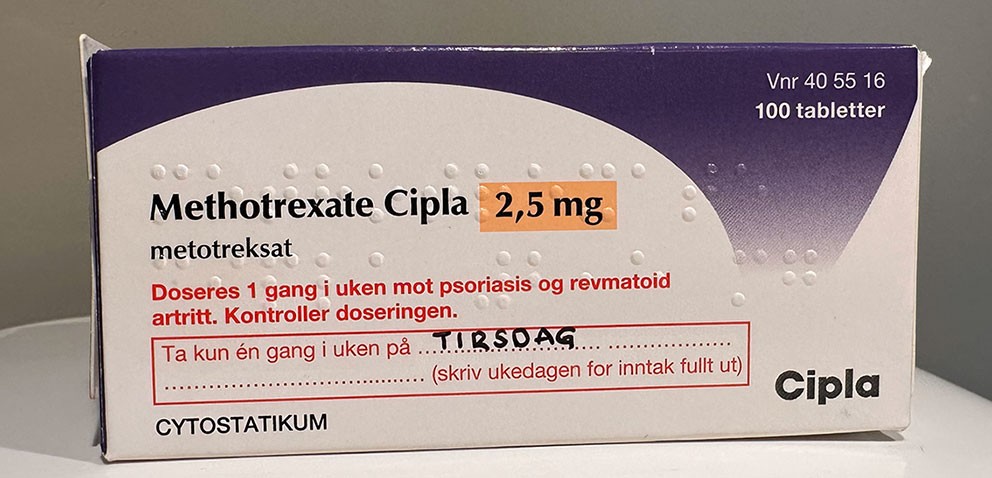 Vnr 40 55 16
100 tabletter
Methotrexate Cipla 2,5 mg
metotreksat
Doseres 1 gang i uken mot psoriasis og revmatoid
artritt. Kontroller doseringen.
Ta kun én gang i uken på ....TIRSDAG.... ....................
.................................. (skriv ukedagen for inntak fullt ut)
Cipla
CYTOSTATIKUM